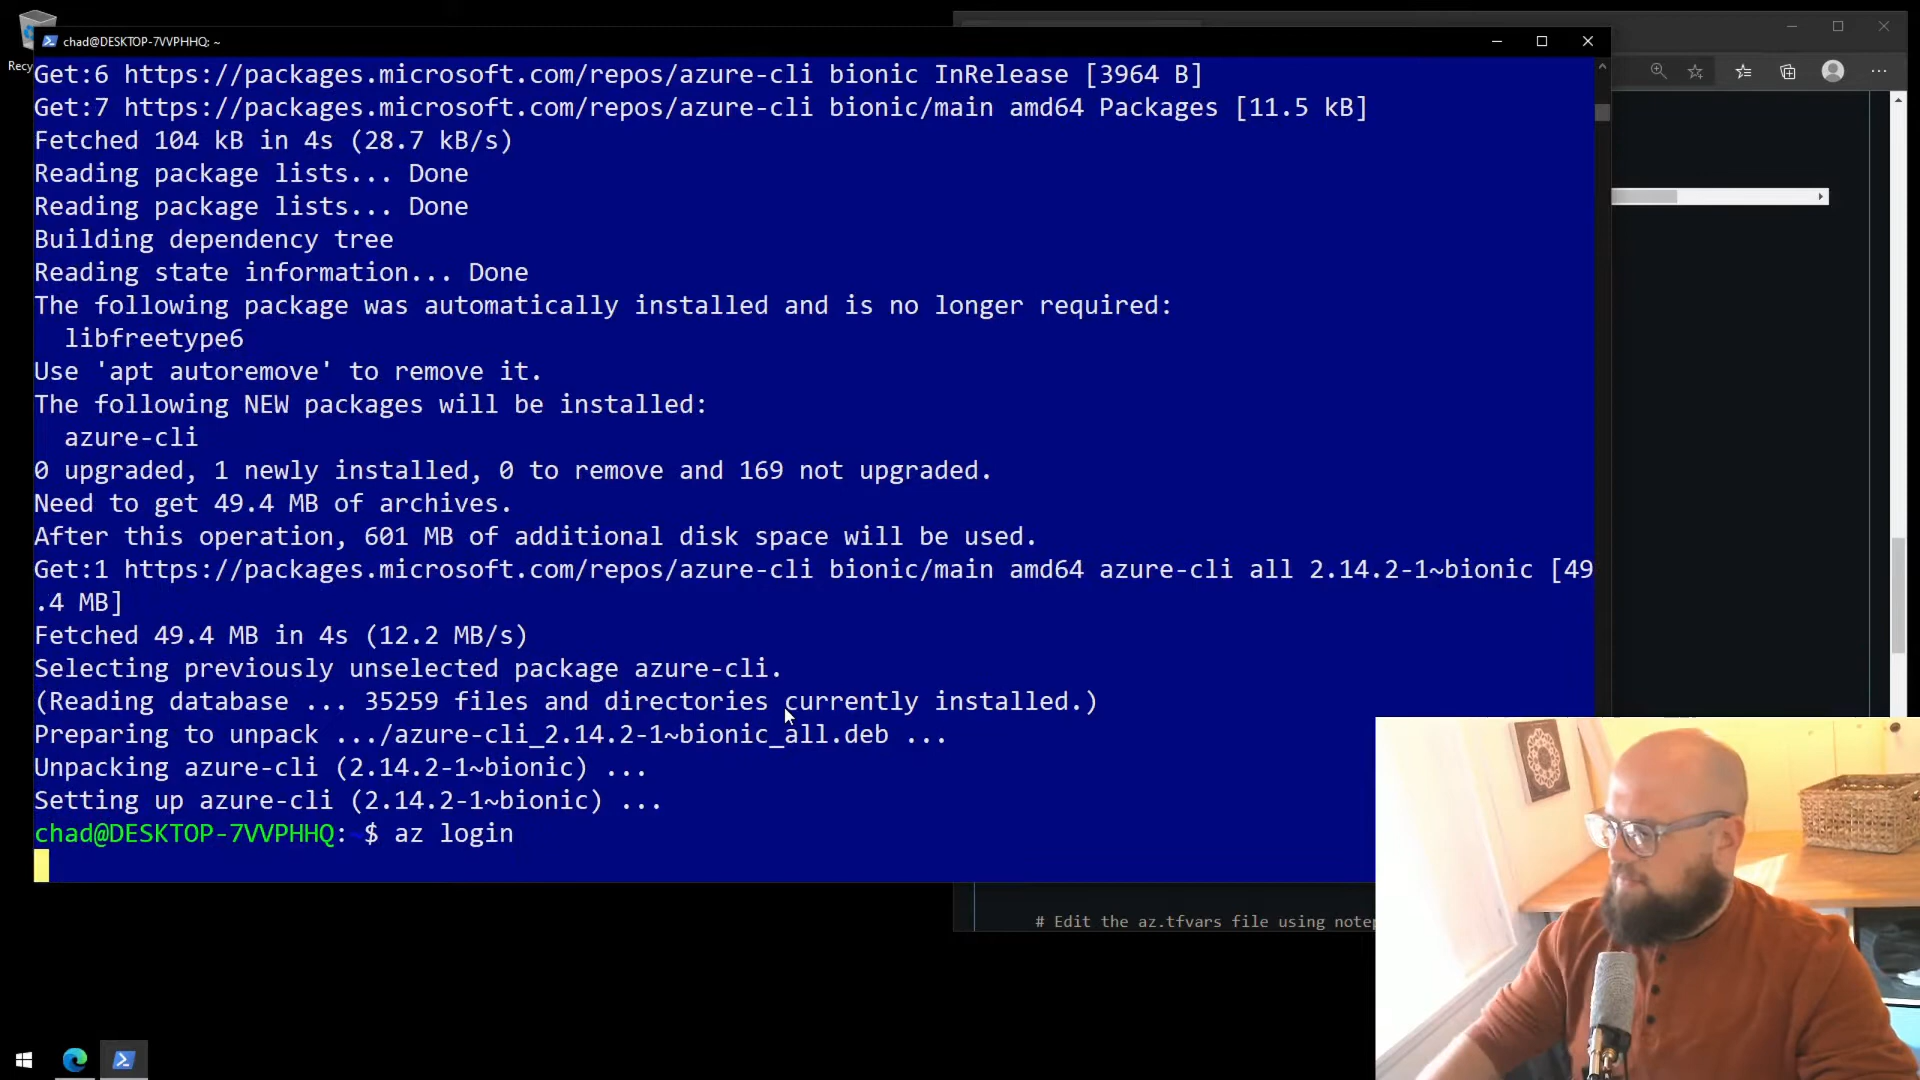 Recy
chad@DESKTOP-7VVPHHQ: ~
Get:6 https://packages.microsoft.com/repos/azure-cli bionic InRelease [3964 B]
Get:7 https://packages.microsoft.com/repos/azure-cli bionic/main amd64 Packages [11.5 kB]
Fetched 104 kB in 4s (28.7 kB/s)
Reading package lists... Done
Reading package lists... Done
Building dependency tree
Reading state information... Done
The following package was automatically installed and is no longer required:
  libfreetype6
Use 'apt autoremove' to remove it.
The following NEW packages will be installed:
  azure-cli
0 upgraded, 1 newly installed, 0 to remove and 169 not upgraded.
Need to get 49.4 MB of archives.
After this operation, 601 MB of additional disk space will be used.
Get:1 https://packages.microsoft.com/repos/azure-cli bionic/main amd64 azure-cli all 2.14.2-1~bionic [49
.4 MB]
Fetched 49.4 MB in 4s (12.2 MB/s)
Selecting previously unselected package azure-cli.
(Reading database ... 35259 files and directories currently installed.)
Preparing to unpack .../azure-cli_2.14.2-1~bionic_all.deb ...
Unpacking azure-cli (2.14.2-1~bionic) ...
Setting up azure-cli (2.14.2-1~bionic) ...
chad@DESKTOP-7VVPHHQ:~$ az login
# Edit the az.tfvars file using notep